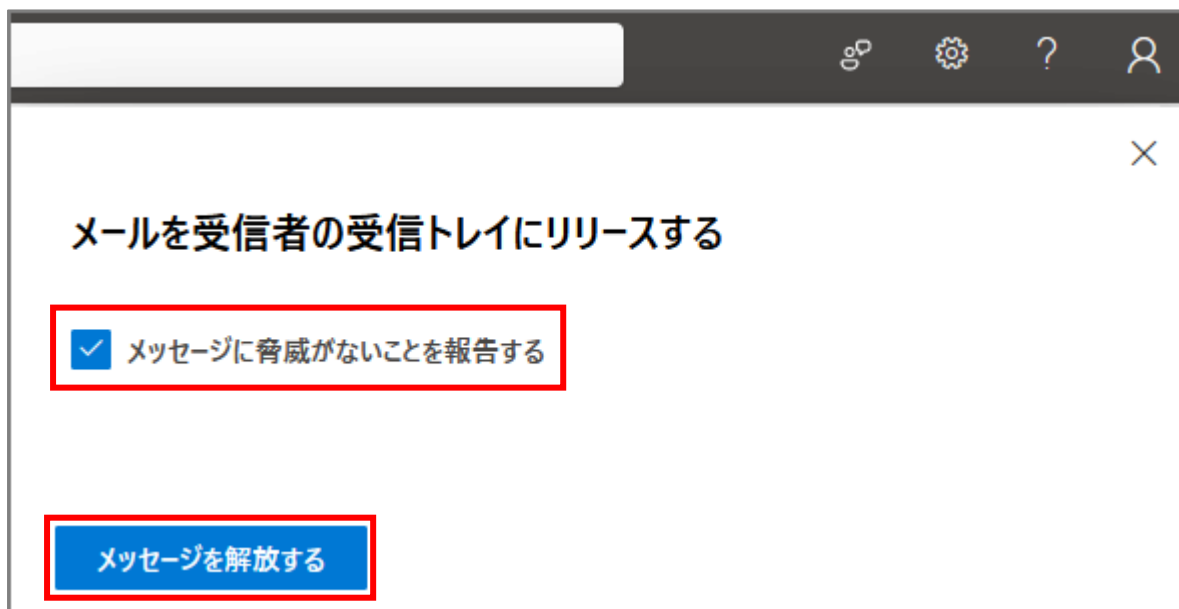 メールを受信者の受信トレイにリリースする
メッセージに脅威がないことを報告する
メッセージを解放する